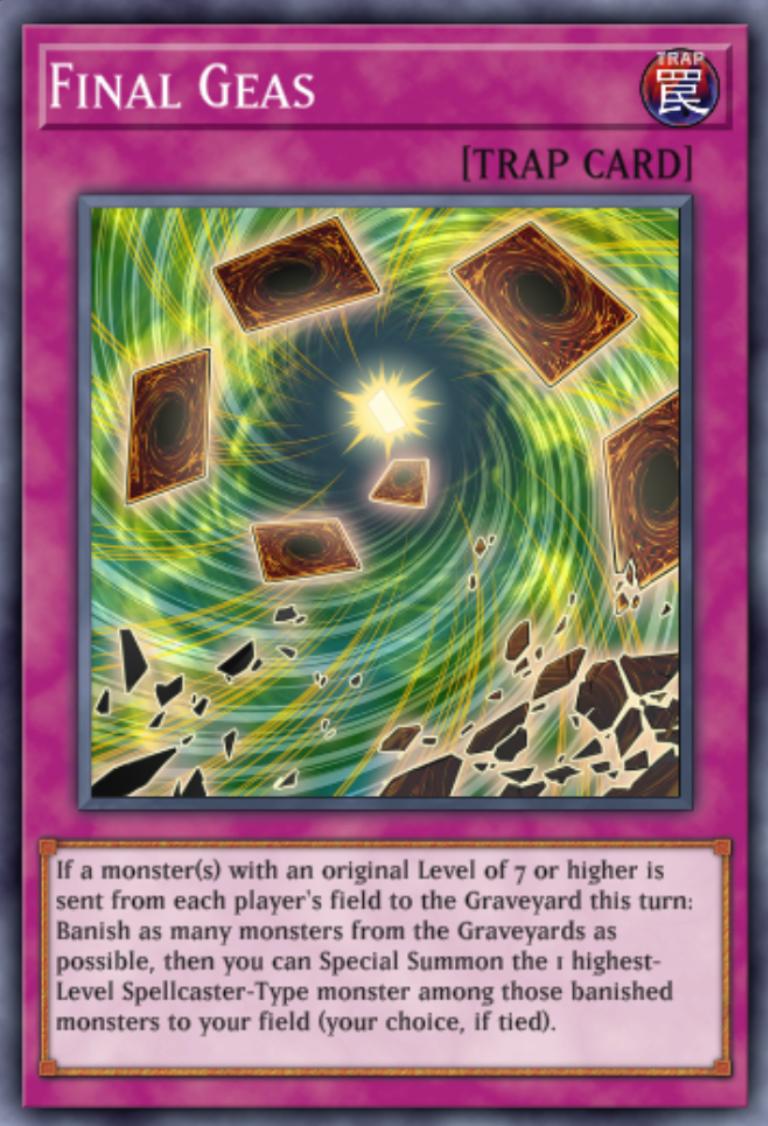 FINAL GEAS
TRAP
罠
[TRAP CARD]
If a monster(s) with an original Level of 7 or higher is
sent from each player's field to the Graveyard this turn:
Banish as many monsters from the Graveyards as
possible, then you can Special Summon the 1 highest-
Level Spellcaster-Type monster among those banished
monsters to your field (your choice, if tied).